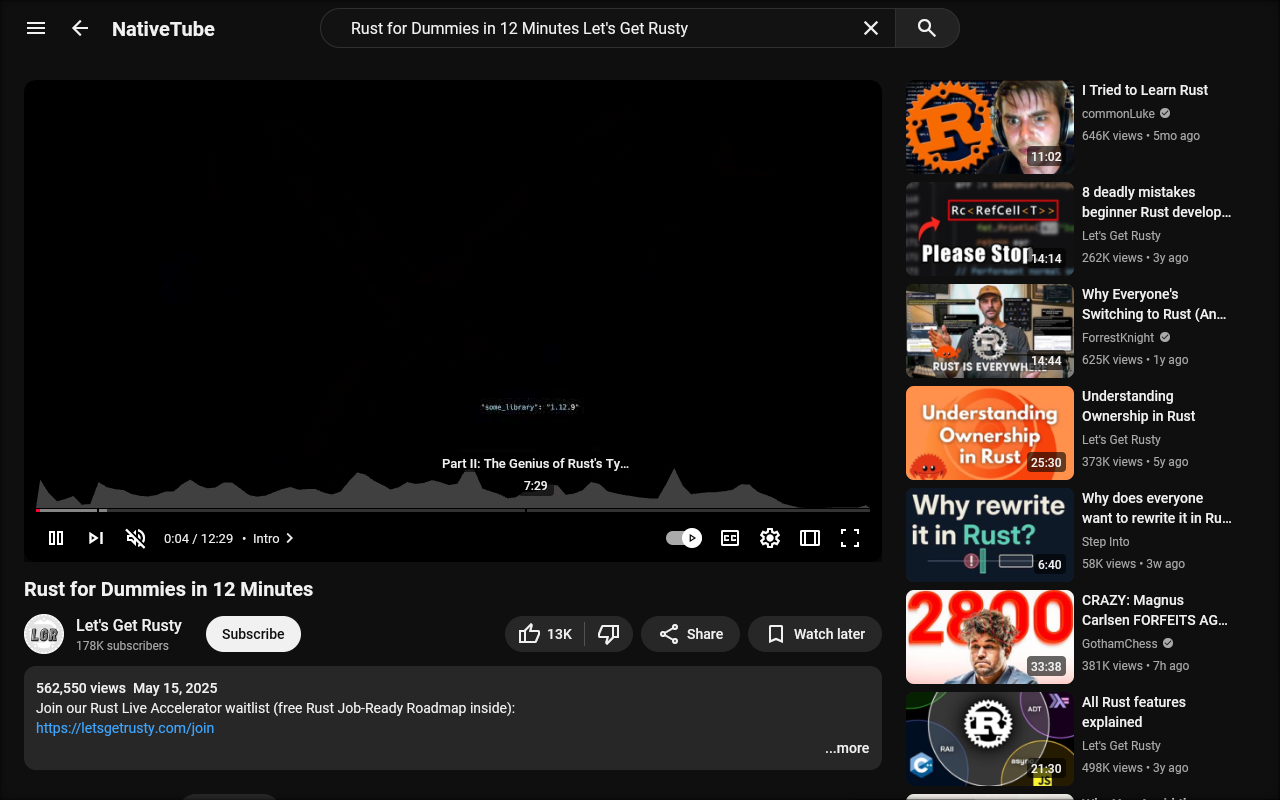 NativeTube
Rust for Dummies in 12 Minutes Let's Get Rusty
"some_library": "1.12.9"
Part II: The Genius of Rust's Ty…
7:29
0:04 / 12:29 • Intro
CC
Rust for Dummies in 12 Minutes
LGR
Let's Get Rusty
178K subscribers
Subscribe
13K
Share
Watch later
562,550 views May 15, 2025
Join our Rust Live Accelerator waitlist (free Rust Job-Ready Roadmap inside):
https://letsgetrusty.com/join
...more
R
11:02
I Tried to Learn Rust
commonLuke
646K views • 5mo ago
Rc<RefCell<T>>
Please Stop
14:14
8 deadly mistakes
beginner Rust develop…
Let's Get Rusty
262K views • 3y ago
R
RUST IS EVERYWHERE
14:44
Why Everyone's
Switching to Rust (An…
ForrestKnight
625K views • 1y ago
Understanding
Ownership
in Rust
25:30
Understanding
Ownership in Rust
Let's Get Rusty
373K views • 5y ago
Why rewrite
it in Rust?
6:40
Why does everyone
want to rewrite it in Ru…
Step Into
58K views • 3w ago
2800
33:38
CRAZY: Magnus
Carlsen FORFEITS AG…
GothamChess
381K views • 7h ago
R
ADT
RAII
async
C++
JS
21:30
All Rust features
explained
Let's Get Rusty
498K views • 3y ago